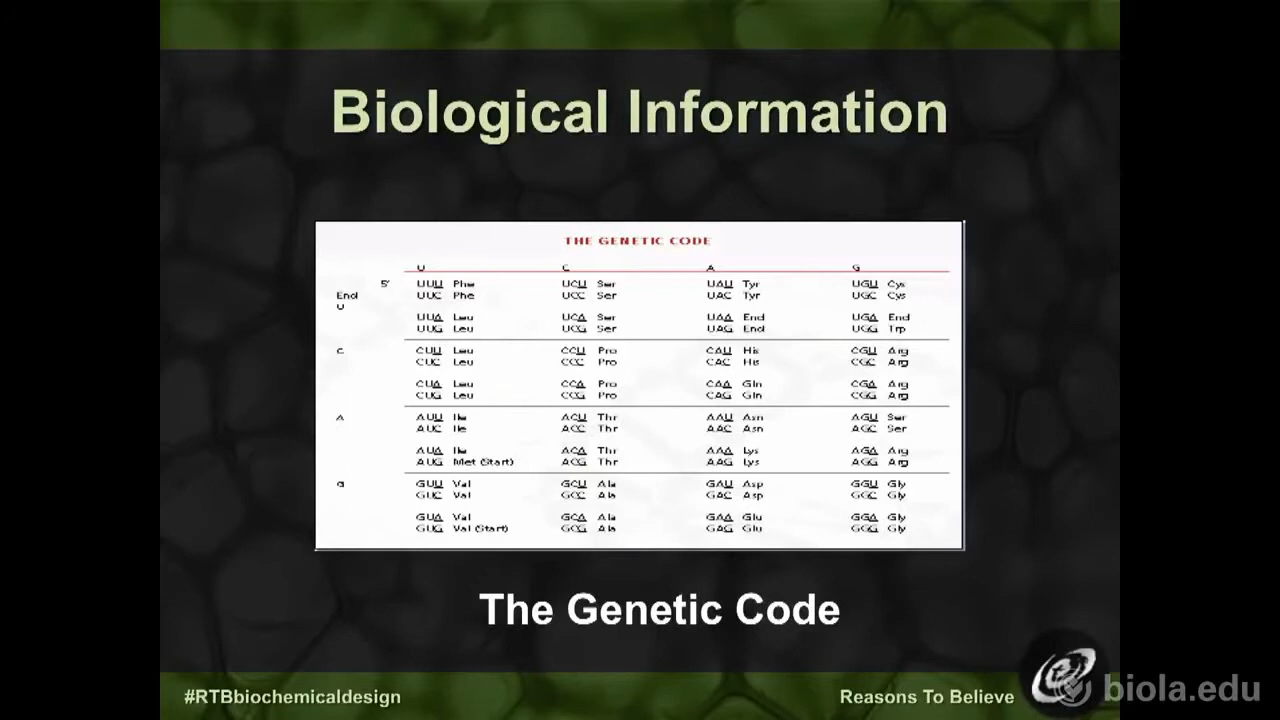 Biological Information
THE GENETIC CODE
U C A G
5' UUU Phe UCU Ser UAU Tyr UGU Cys
End UUC Phe UCC Ser UAC Tyr UGC Cys
U
UUA Leu UCA Ser UAA End UGA End
UUG Leu UCG Ser UAG End UGG Trp
C CUU Leu CCU Pro CAU His CGU Arg
CUC Leu CCC Pro CAC His CGC Arg
CUA Leu CCA Pro CAA Gln CGA Arg
CUG Leu CCG Pro CAG Gln CGG Arg
A AUU Ile ACU Thr AAU Asn AGU Ser
AUC Ile ACC Thr AAC Asn AGC Ser
AUA Ile ACA Thr AAA Lys AGA Arg
AUG Met (Start) ACG Thr AAG Lys AGG Arg
G GUU Val GCU Ala GAU Asp GGU Gly
GUC Val GCC Ala GAC Asp GGC Gly
GUA Val GCA Ala GAA Glu GGA Gly
GUG Val (Start) GCG Ala GAG Glu GGG Gly
The Genetic Code
#RTBbiochemicaldesign
Reasons To Believe
biola.edu